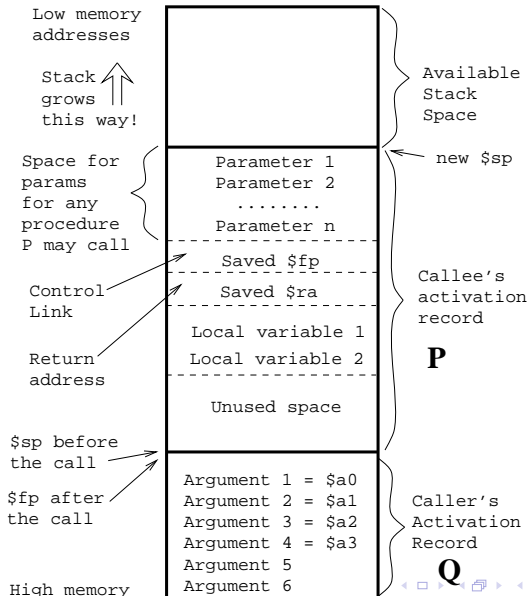 Low memory
addresses
Stack
grows
this way!
Available
Stack
Space
new $sp
Space for
params
for any
procedure
P may call
Parameter 1
Parameter 2
........
Parameter n
Saved $fp
Saved $ra
Control
Link
Return
address
Local variable 1
Local variable 2
Unused space
Callee's
activation
record
P
$sp before
the call
$fp after
the call
Argument 1 = $a0
Argument 2 = $a1
Argument 3 = $a2
Argument 4 = $a3
Argument 5
Argument 6
Caller's
Activation
Record
Q
High memory